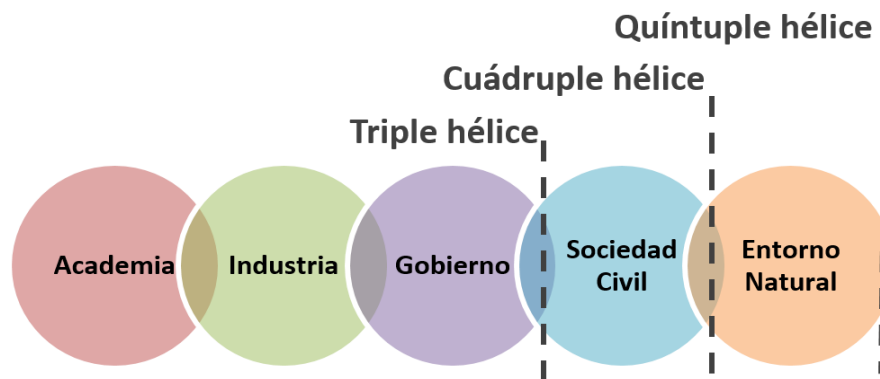 Quíntuple hélice
Cuádruple hélice
Triple hélice
Academia
Industria
Gobierno
Sociedad
Civil
Entorno
Natural